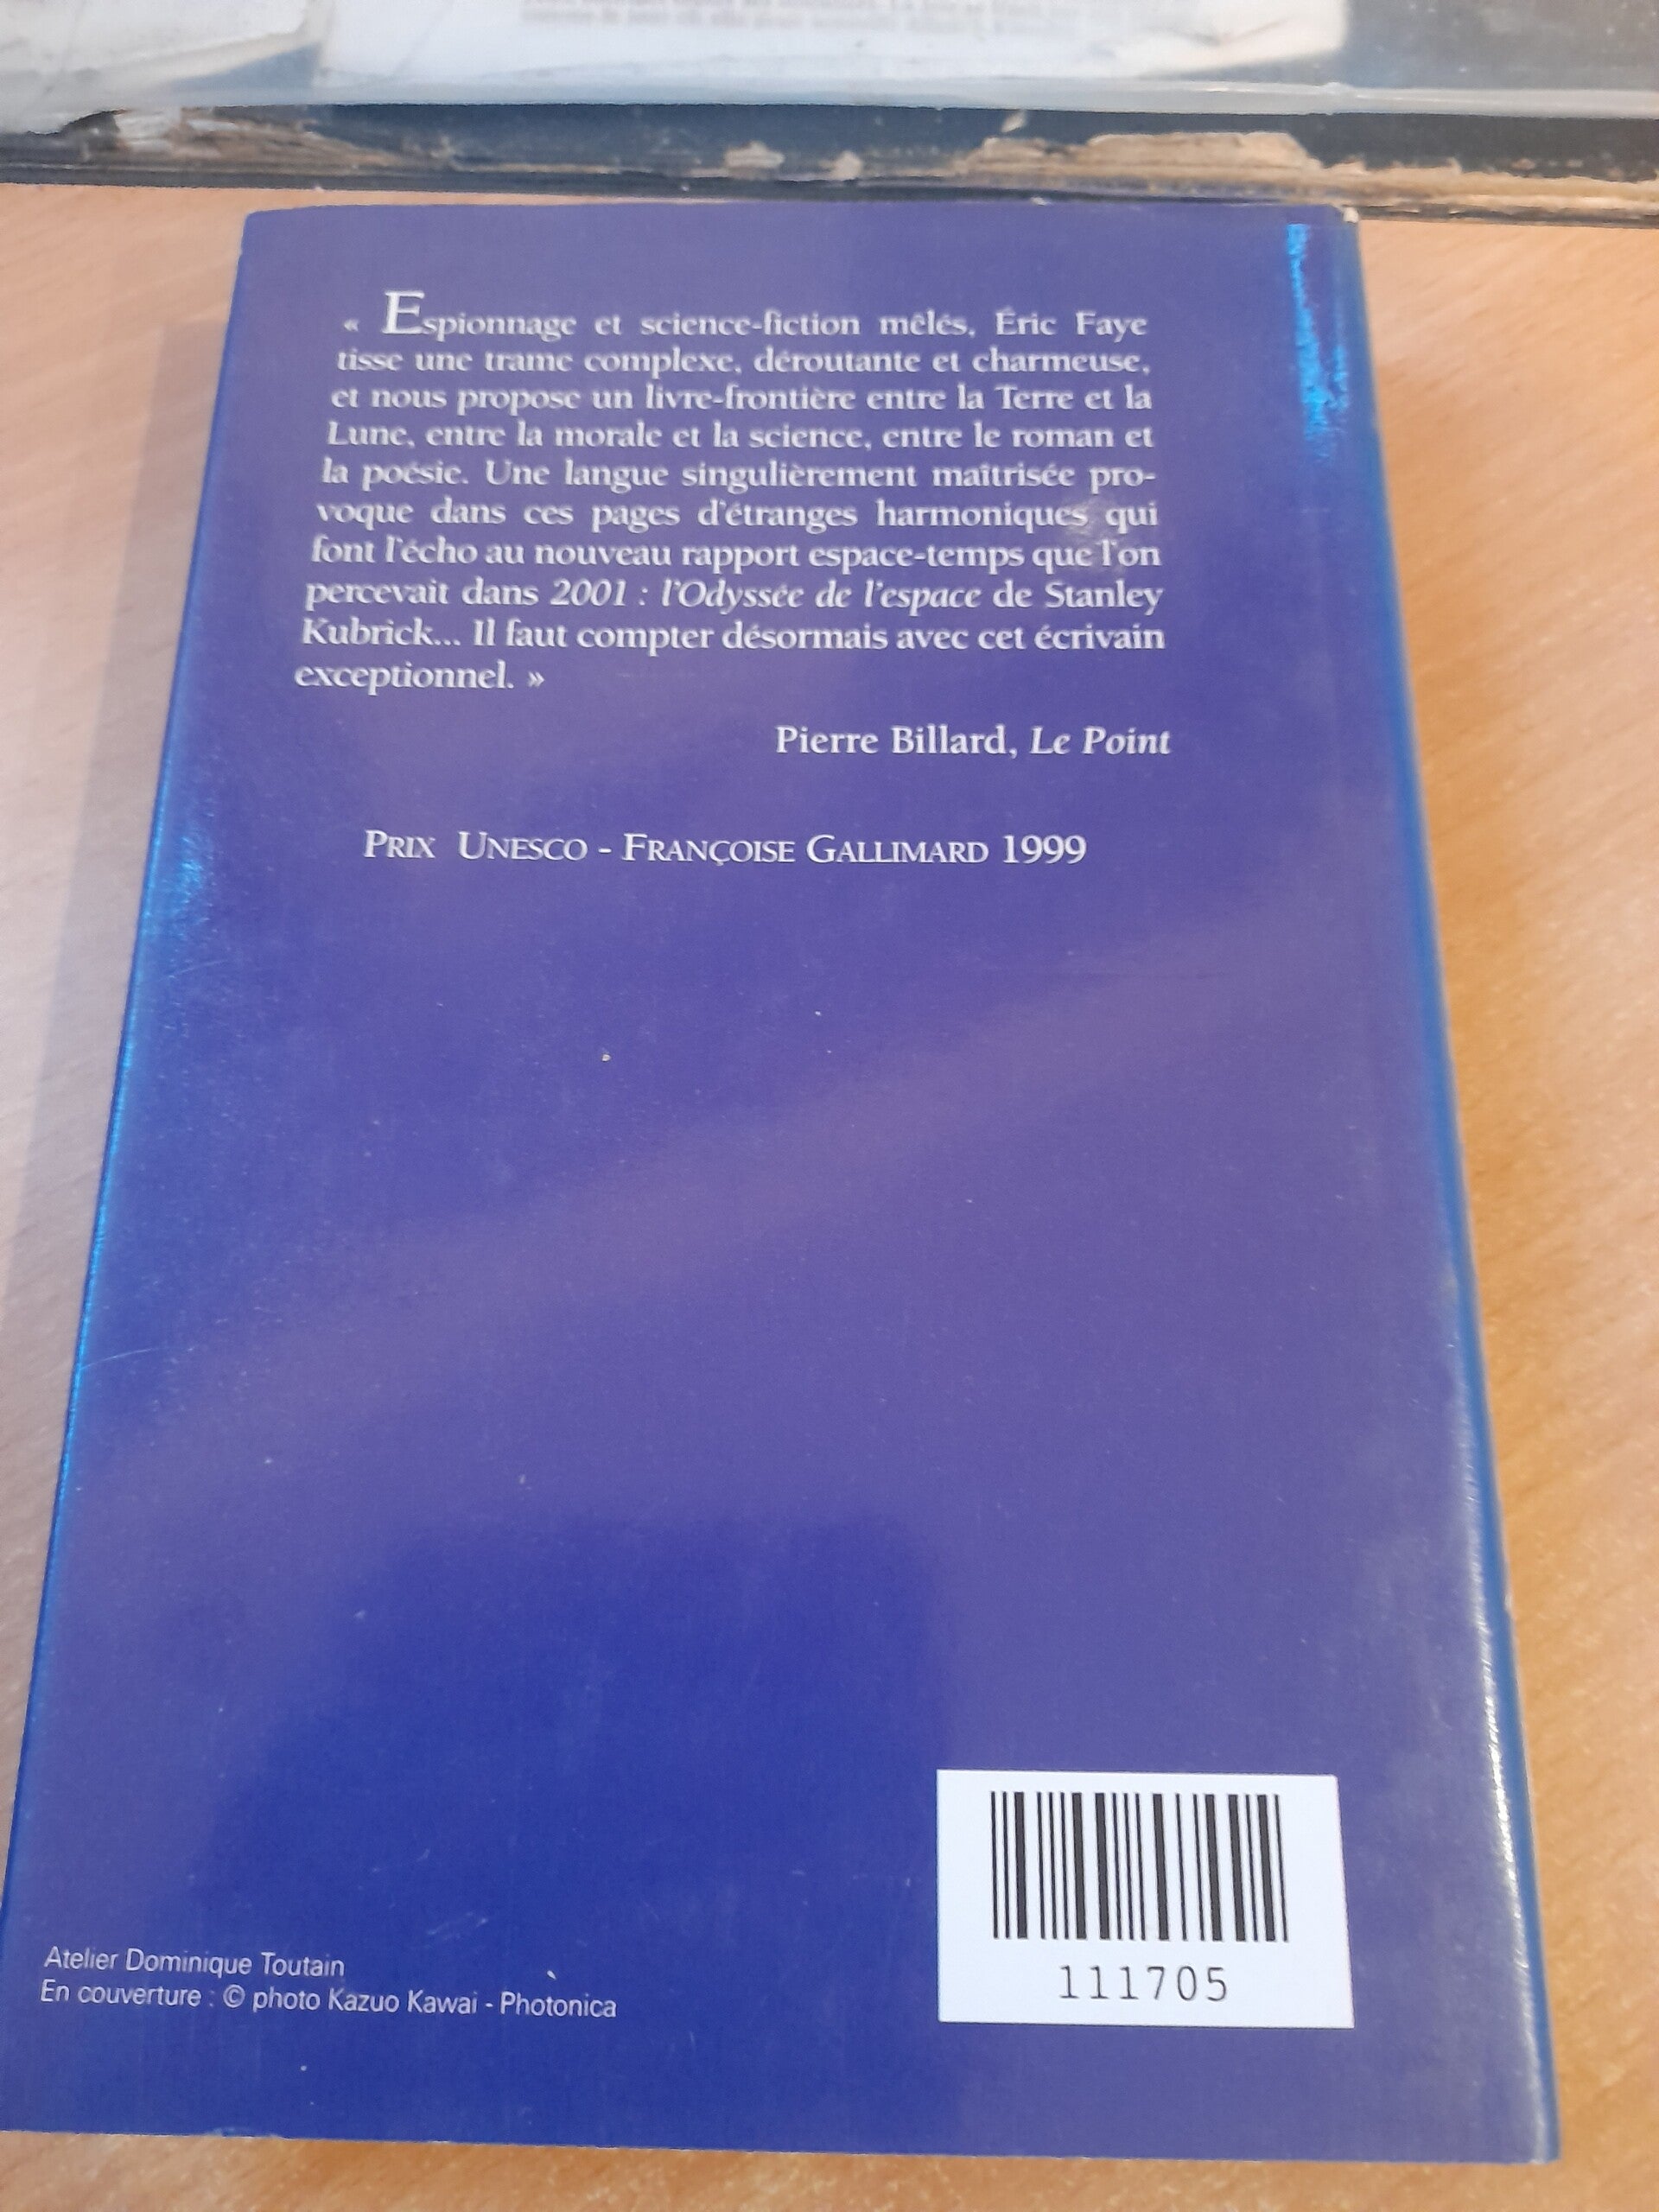 « Espionnage et science-fiction mêlés, Éric Faye
tisse une trame complexe, déroutante et charmeuse,
et nous propose un livre-frontière entre la Terre et la
Lune, entre la morale et la science, entre le roman et
la poésie. Une langue singulièrement maîtrisée pro-
voque dans ces pages d'étranges harmoniques qui
font l'écho au nouveau rapport espace-temps que l'on
percevait dans 2001 : l'Odyssée de l'espace de Stanley
Kubrick... Il faut compter désormais avec cet écrivain
exceptionnel. »
Pierre Billard, Le Point
PRIX UNESCO - FRANÇOISE GALLIMARD 1999
Atelier Dominique Toutain
En couverture : © photo Kazuo Kawai - Photonica
111705